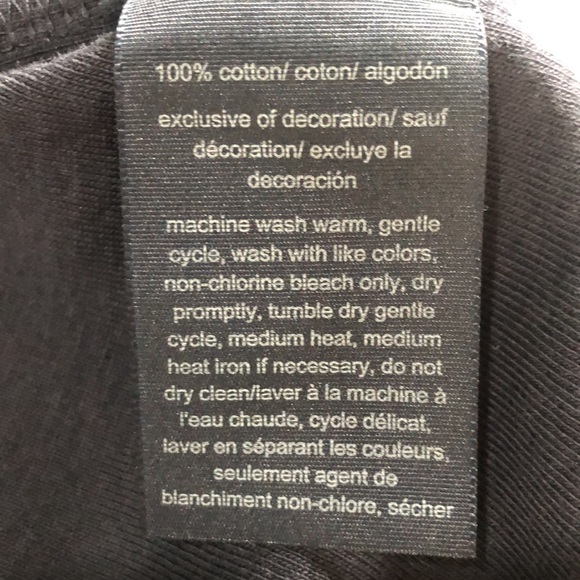 100% cotton/ coton/ algodón
exclusive of decoration/ sauf
décoration/ excluye la
decoración
machine wash warm, gentle
cycle, wash with like colors,
non-chlorine bleach only, dry
promptly, tumble dry gentle
cycle, medium heat, medium
heat iron if necessary, do not
dry clean/laver à la machine à
l'eau chaude, cycle délicat,
laver en séparant les couleurs,
seulement agent de
blanchiment non-chlore, sécher